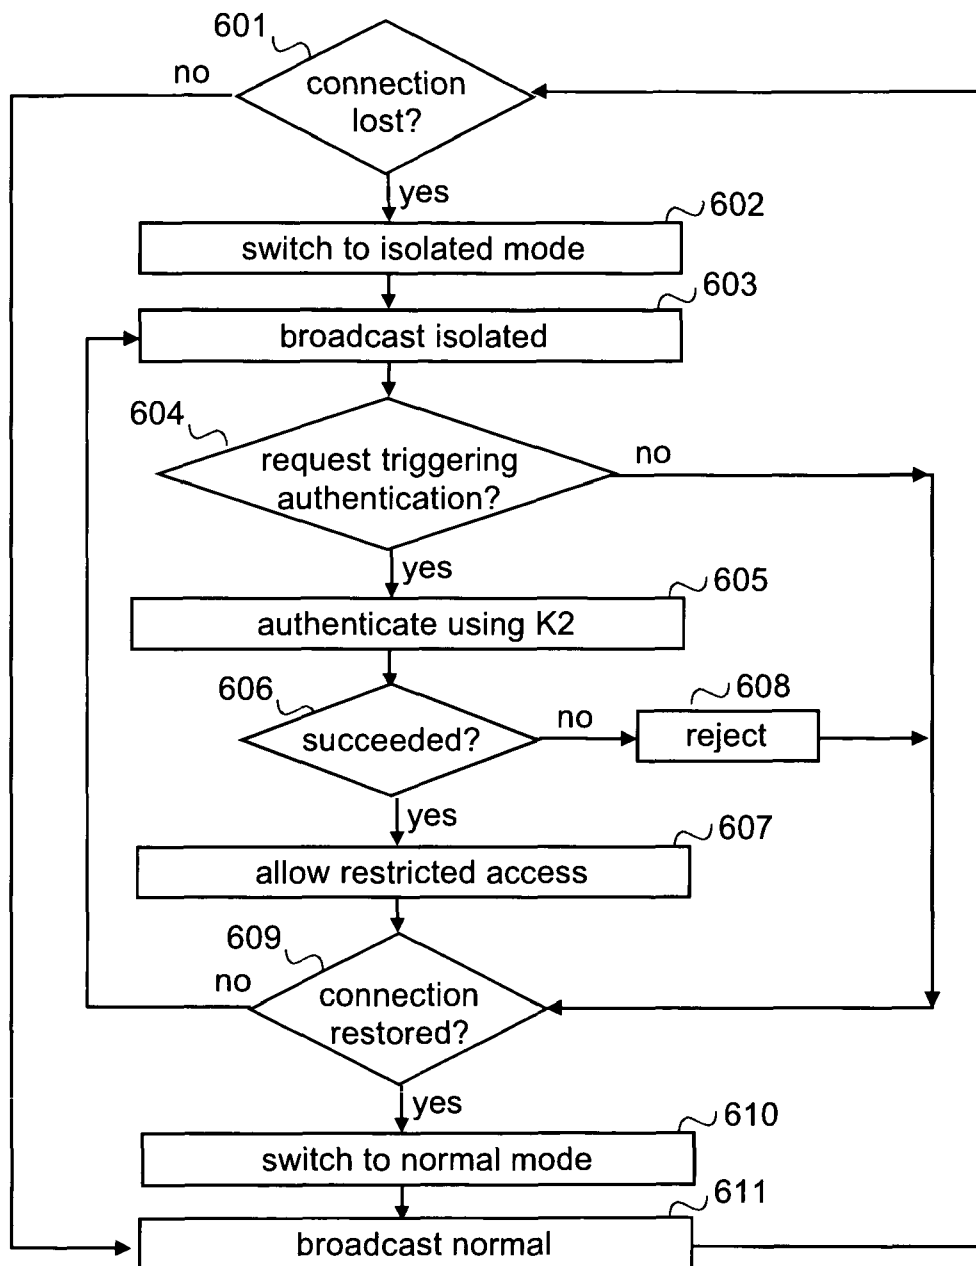 601
no
connection
lost?
yes
602
switch to isolated mode
603
broadcast isolated
604
request triggering
authentication?
no
yes
605
authenticate using K2
606
succeeded?
no
608
reject
yes
607
allow restricted access
609
no
connection
restored?
yes
610
switch to normal mode
611
broadcast normal